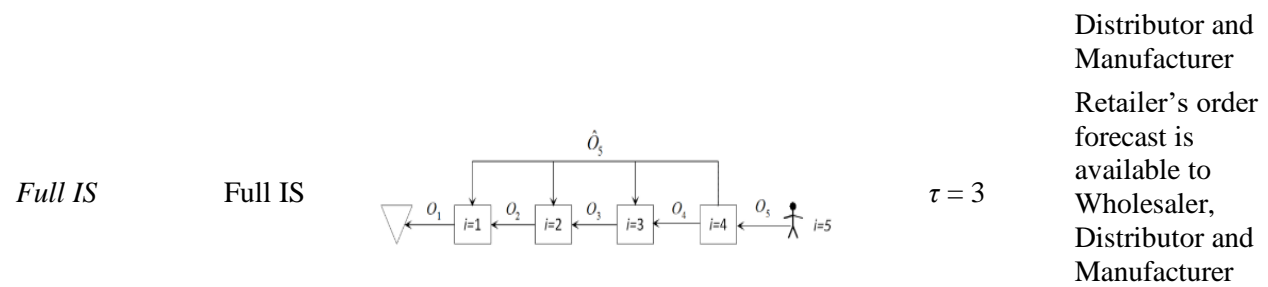 Distributor and
Manufacturer
Full IS
Full IS
Ô₅
O₁
O₂
O₃
O₄
O₅
i=1
i=2
i=3
i=4
i=5
τ = 3
Retailer’s order
forecast is
available to
Wholesaler,
Distributor and
Manufacturer